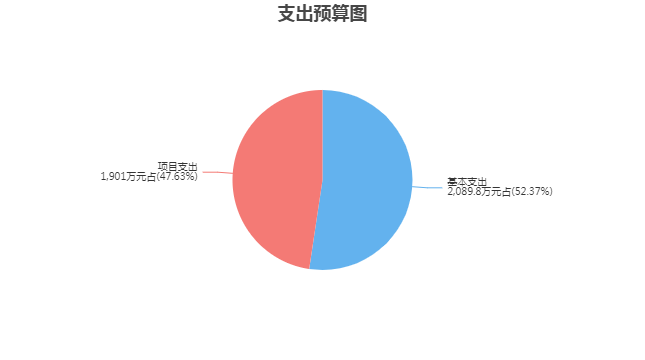 支出预算图
项目支出
1,901万元占(47.63%)
基本支出
2,089.8万元占(52.37%)